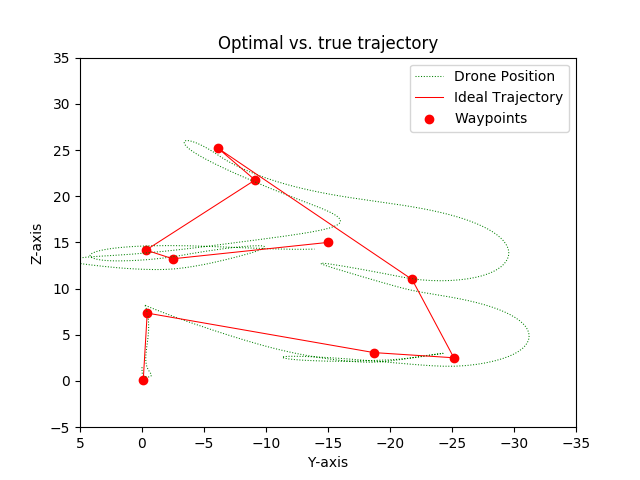 Optimal vs. true trajectory
Drone Position
Ideal Trajectory
Waypoints
35
30
25
20
15
10
5
0
−5
Z-axis
5 0 −5 −10 −15 −20 −25 −30 −35
Y-axis